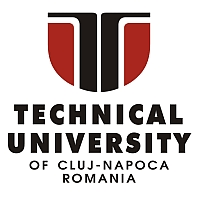 TECHNICAL
UNIVERSITY
OF CLUJ-NAPOCA
ROMANIA